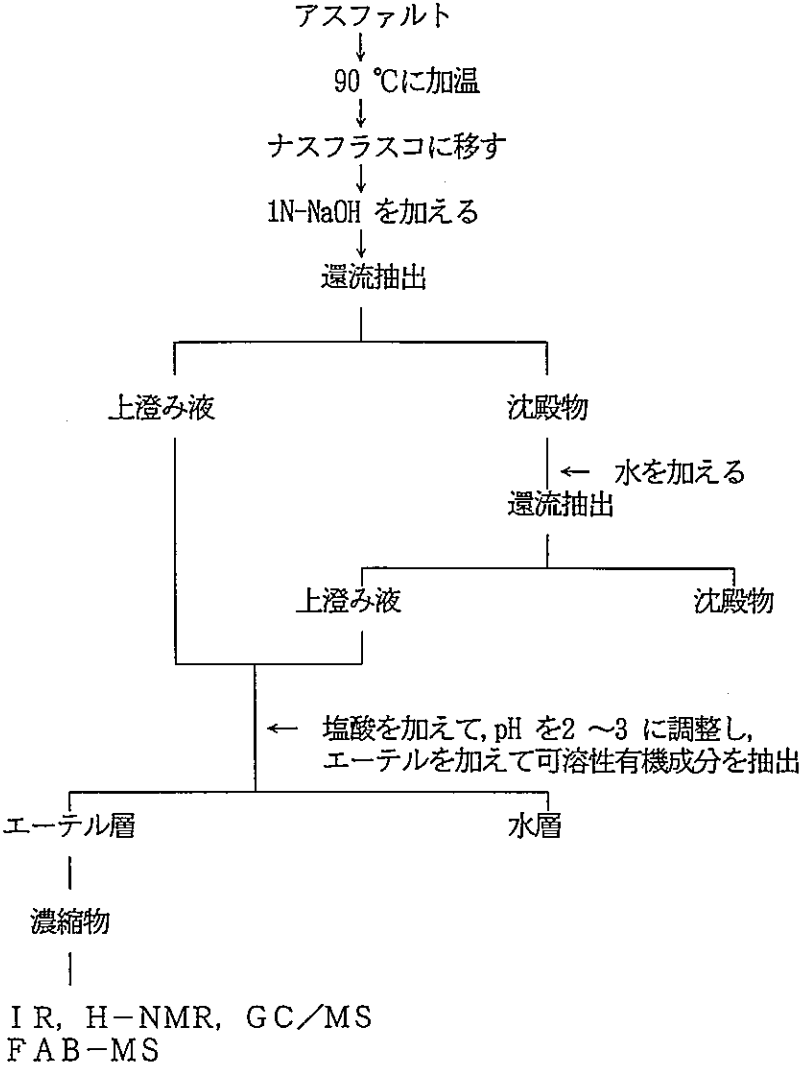 アスファルト
90 ℃に加温
ナスフラスコに移す
1N-NaOH を加える
還流抽出
上澄み液
沈殿物
← 水を加える
還流抽出
上澄み液
沈殿物
← 塩酸を加えて, pH を2 ～3 に調整し,
エーテルを加えて可溶性有機成分を抽出
エーテル層
水層
濃縮物
ＩＲ, Ｈ－ＮＭＲ, ＧＣ／ＭＳ
ＦＡＢ－ＭＳ